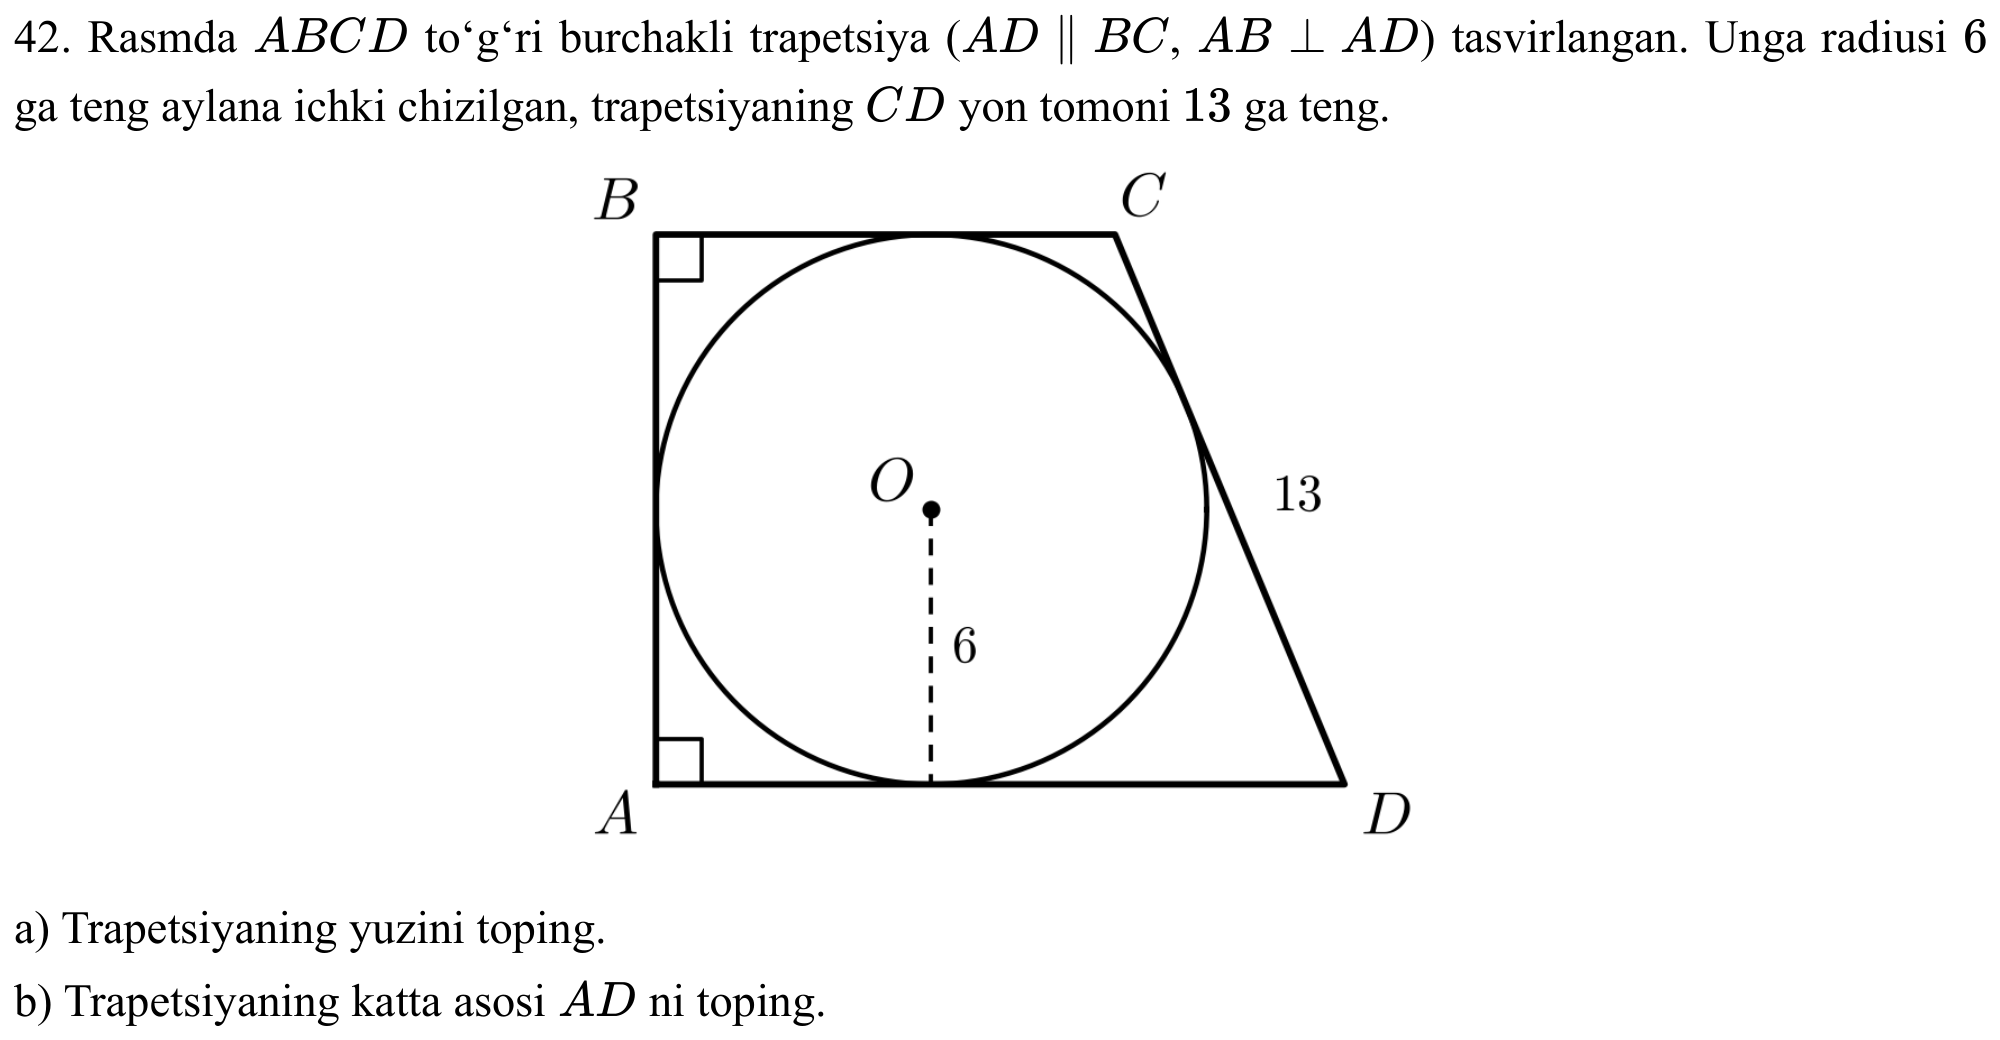 42. Rasmda ABCD to‘g‘ri burchakli trapetsiya (AD ∥ BC, AB ⊥ AD) tasvirlangan. Unga radiusi 6
ga teng aylana ichki chizilgan, trapetsiyaning CD yon tomoni 13 ga teng.
B
C
O
13
6
A
D
a) Trapetsiyaning yuzini toping.
b) Trapetsiyaning katta asosi AD ni toping.